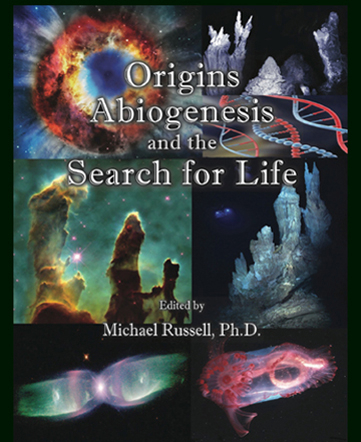 Origins
Abiogenesis
and the
Search for Life
Edited by
Michael Russell, Ph.D.